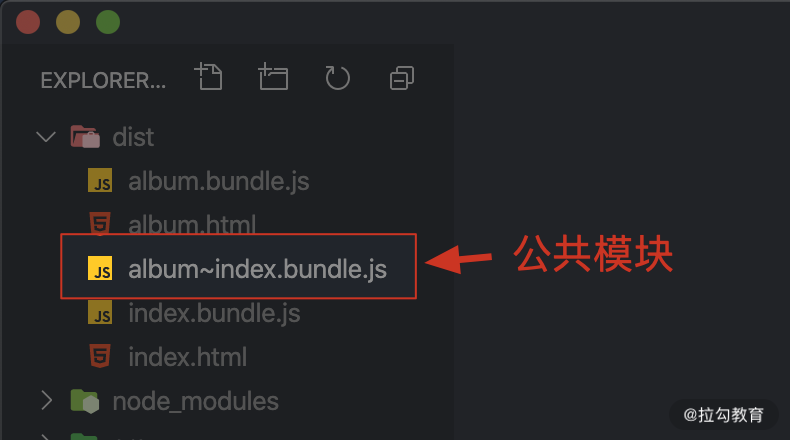 EXPLORER...
dist
JS album.bundle.js
album.html
JS album~index.bundle.js
公共模块
JS index.bundle.js
index.html
node_modules
@拉勾教育